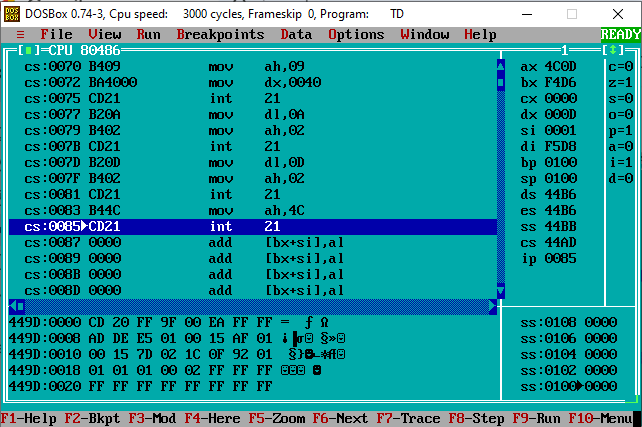 DOSBox 0.74-3, Cpu speed: 3000 cycles, Frameskip 0, Program: TD
≡ File View Run Breakpoints Data Options Window Help READY
[■]=CPU 80486 1=[↕]
cs:0070 B409 mov ah,09 ax 4C0D c=0
cs:0072 BA4000 mov dx,0040 bx F4D6 z=1
cs:0075 CD21 int 21 cx 0000 s=0
cs:0077 B20A mov dl,0A dx 000D o=0
cs:0079 B402 mov ah,02 si 0001 p=1
cs:007B CD21 int 21 di F5D8 a=0
cs:007D B20D mov dl,0D bp 0100 i=1
cs:007F B402 mov ah,02 sp 0100 d=0
cs:0081 CD21 int 21 ds 44B6
cs:0083 B44C mov ah,4C es 44B6
cs:0085►CD21 int 21 ss 44BB
cs:0087 0000 add [bx+si],al cs 44AD
cs:0089 0000 add [bx+si],al ip 0085
cs:008B 0000 add [bx+si],al
cs:008D 0000 add [bx+si],al
449D:0000 CD 20 FF 9F 00 EA FF FF = ƒ Ω ss:0108 0000
449D:0008 AD DE E5 01 00 15 AF 01 ¡▐σ☺ §»☺ ss:0106 0000
449D:0010 00 15 7D 02 1C 0F 92 01 §}☻∟☼Æ☺ ss:0104 0000
449D:0018 01 01 01 00 02 FF FF FF ☺☺☺ ☻ ss:0102 0000
449D:0020 FF FF FF FF FF FF FF FF ss:0100►0000
F1-Help F2-Bkpt F3-Mod F4-Here F5-Zoom F6-Next F7-Trace F8-Step F9-Run F10-Menu